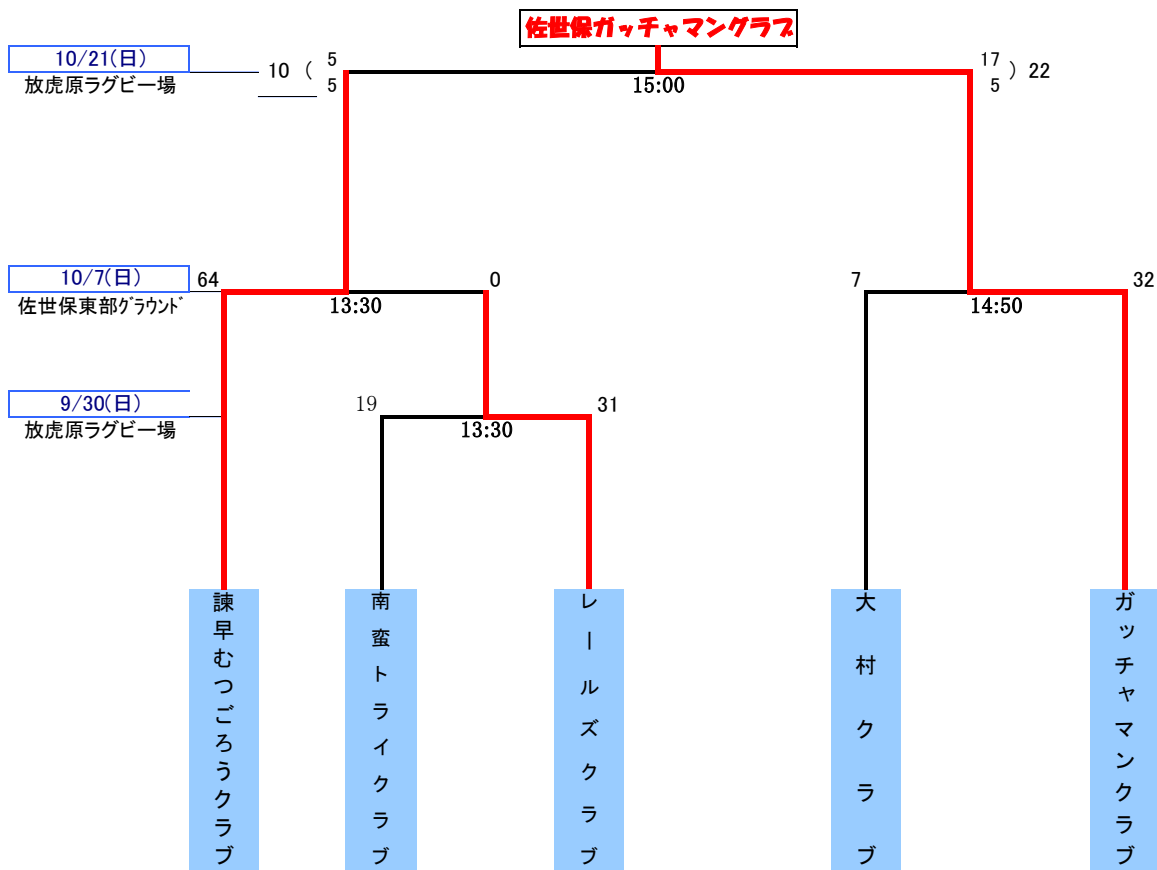 佐世保ガッチャマングラブ
10/21(日)
放虎原ラグビー場
10 ( 5 5
17 5 ) 22
15:00
10/7(日)
佐世保東部ｸﾞﾗｳﾝﾄﾞ
64
0
13:30
7
32
14:50
9/30(日)
放虎原ラグビー場
19
31
13:30
諫早むつごろうクラブ
南蛮トライクラブ
レールズクラブ
大村クラブ
ガッチャマンクラブ